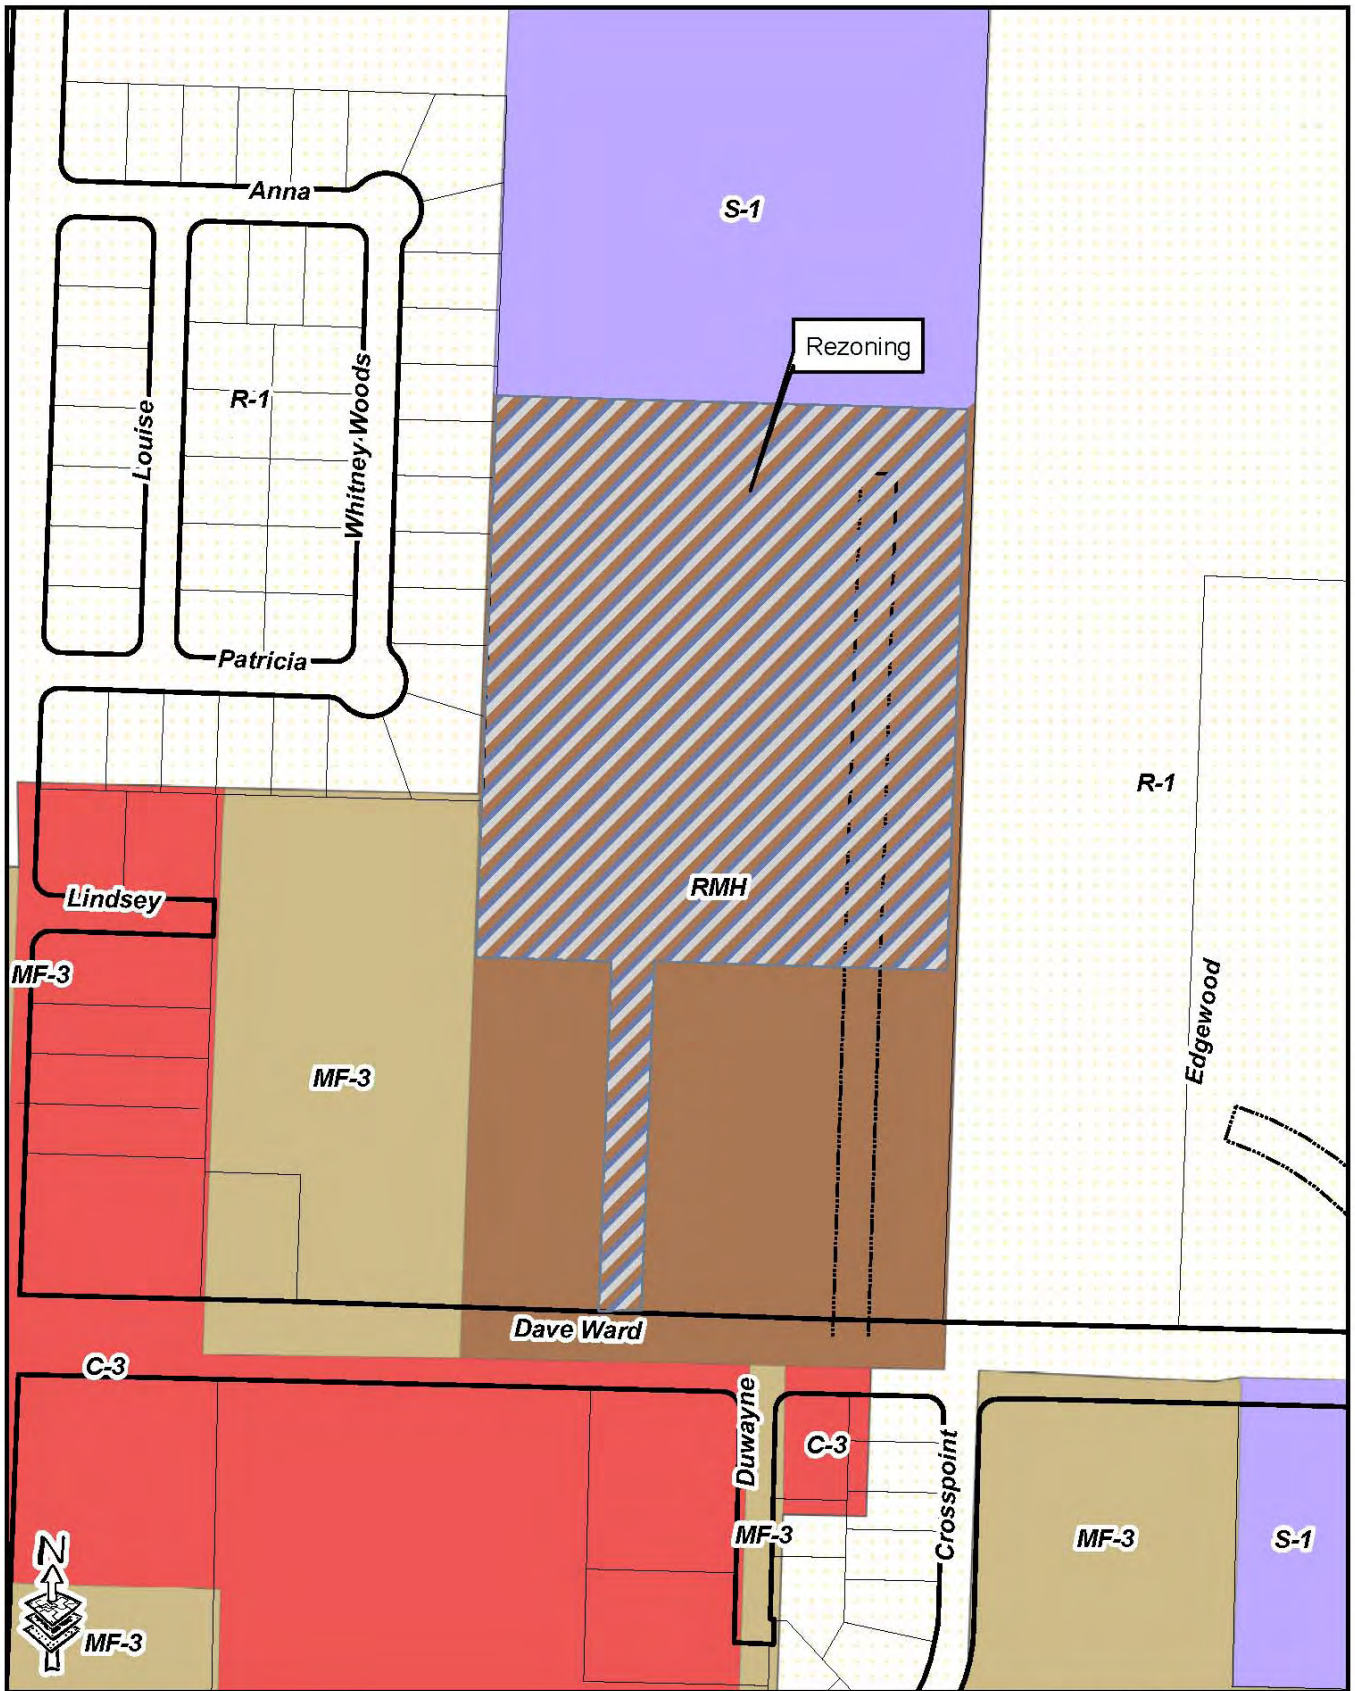 Anna
S-1
Rezoning
R-1
Louise
Whitney Woods
Patricia
R-1
RMH
Lindsey
MF-3
Edgewood
MF-3
Dave Ward
C-3
Duwayne
C-3
Crosspoint
MF-3
MF-3
S-1
N
MF-3